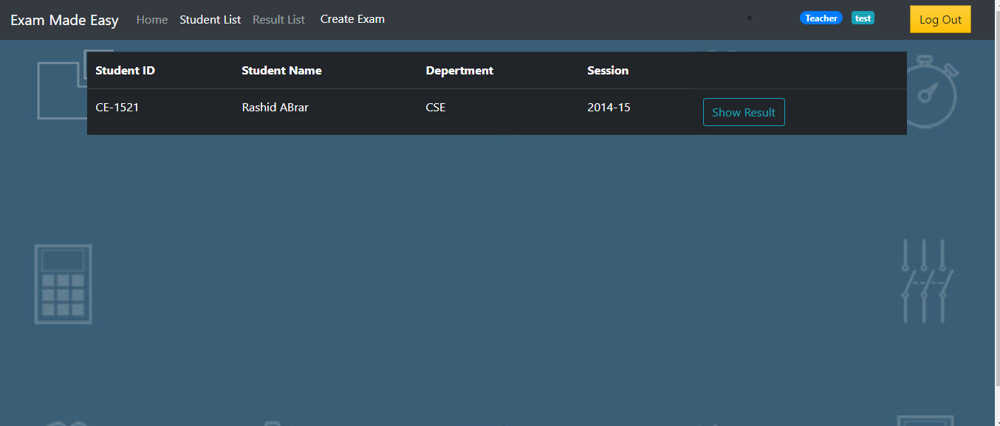 Exam Made Easy Home Student List Result List Create Exam Teacher test Log Out
Student ID Student Name Depertment Session
CE-1521 Rashid ABrar CSE 2014-15 Show Result